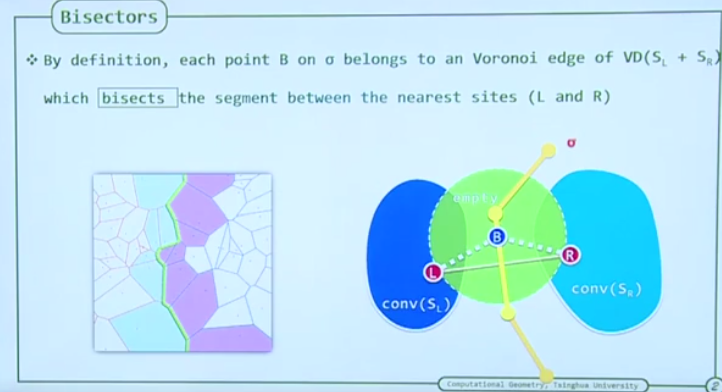 Bisectors
❖ By definition, each point B on σ belongs to an Voronoi edge of VD(S_L + S_R)
which bisects the segment between the nearest sites (L and R)
σ
empty
B
R
L
conv(S_R)
conv(S_L)
Computational Geometry, Tsinghua University